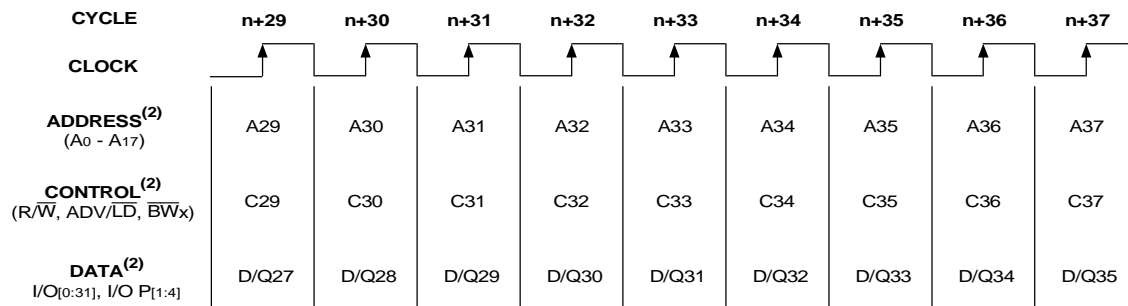 CYCLE n+29 n+30 n+31 n+32 n+33 n+34 n+35 n+36 n+37
CLOCK
ADDRESS(2) A29 A30 A31 A32 A33 A34 A35 A36 A37
(A0 - A17)
CONTROL(2) C29 C30 C31 C32 C33 C34 C35 C36 C37
(R/W̅, ADV/L̅D̅, B̅W̅x)
DATA(2) D/Q27 D/Q28 D/Q29 D/Q30 D/Q31 D/Q32 D/Q33 D/Q34 D/Q35
I/O[0:31], I/O P[1:4]